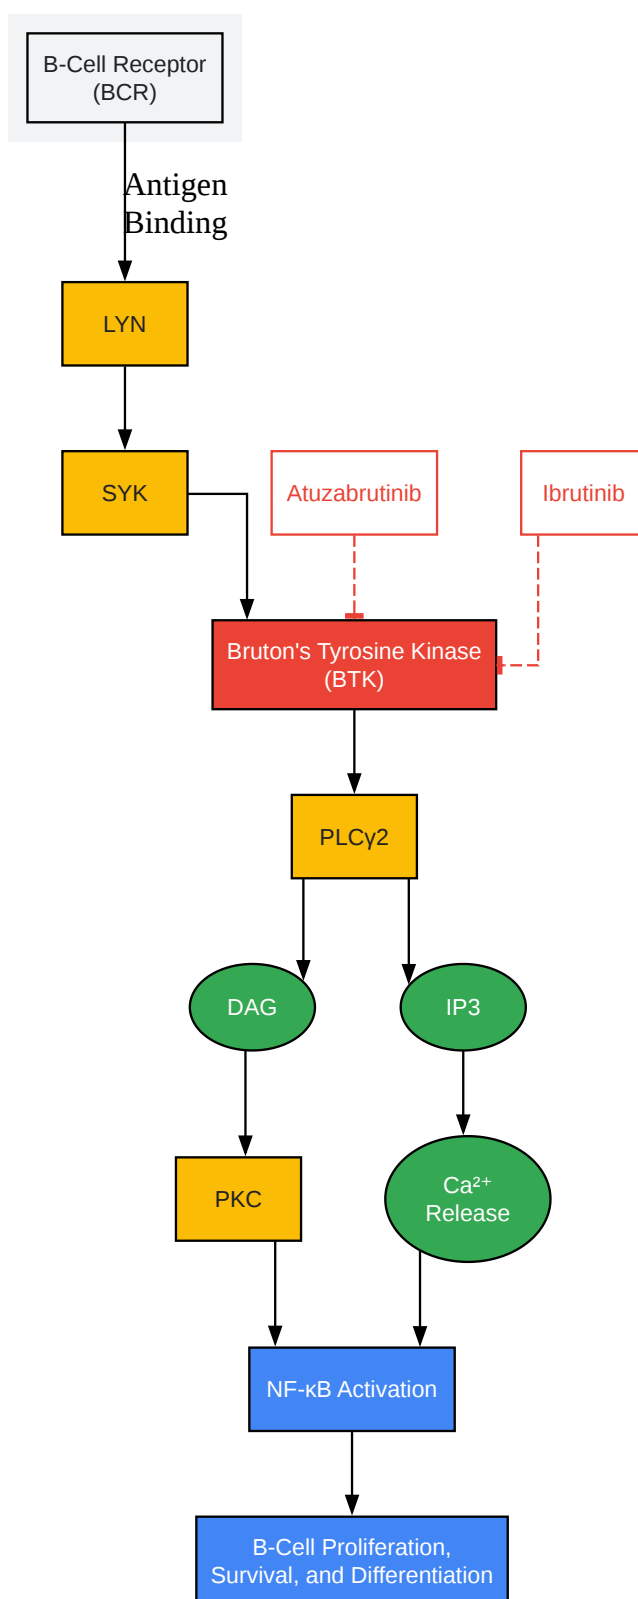 B-Cell Receptor
(BCR)
Antigen
Binding
LYN
SYK
Atuzabrutinib
Ibrutinib
Bruton's Tyrosine Kinase
(BTK)
PLCγ2
DAG
IP3
PKC
Ca²⁺
Release
NF-κB Activation
B-Cell Proliferation,
Survival, and Differentiation